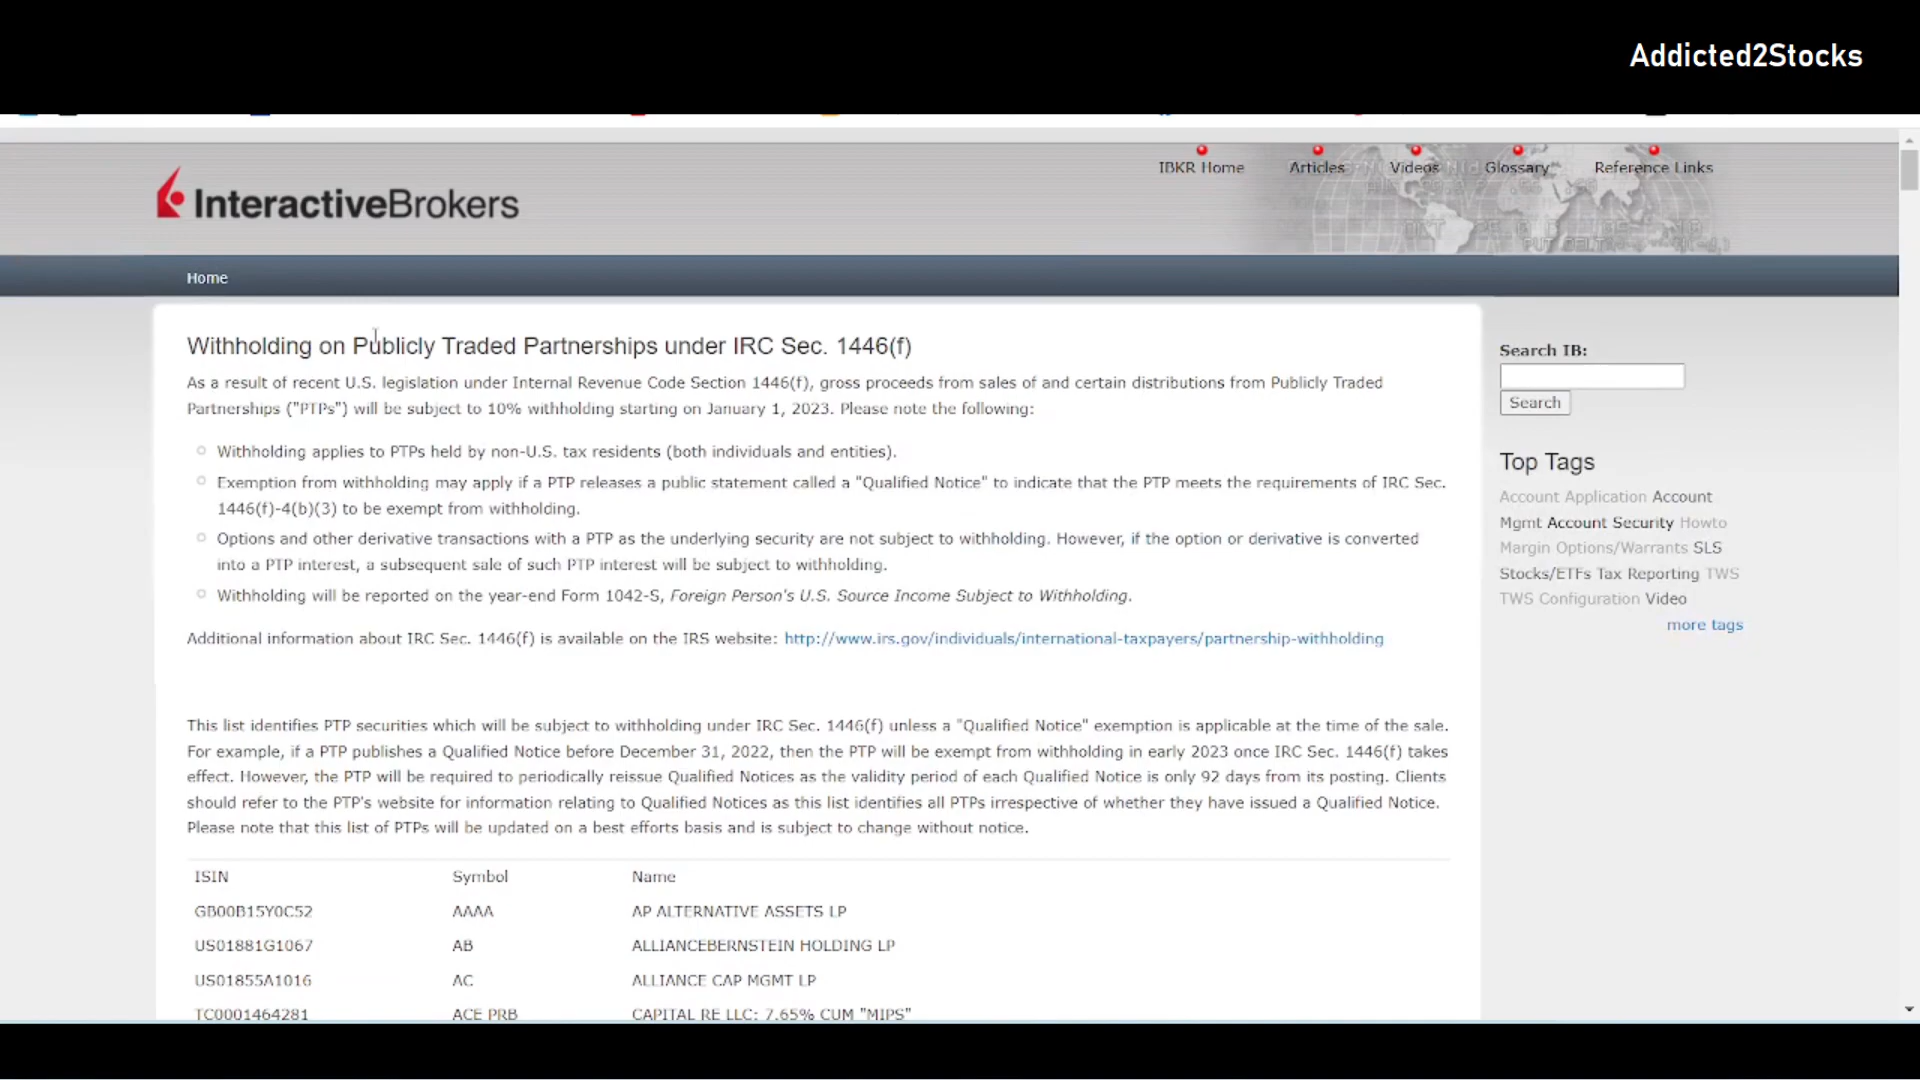 Addicted2Stocks
IBKR Home Articles Videos Glossary Reference Links
InteractiveBrokers
Home
Withholding on Publicly Traded Partnerships under IRC Sec. 1446(f)
As a result of recent U.S. legislation under Internal Revenue Code Section 1446(f), gross proceeds from sales of and certain distributions from Publicly Traded
Partnerships ("PTPs") will be subject to 10% withholding starting on January 1, 2023. Please note the following:
Withholding applies to PTPs held by non-U.S. tax residents (both individuals and entities).
Exemption from withholding may apply if a PTP releases a public statement called a "Qualified Notice" to indicate that the PTP meets the requirements of IRC Sec.
1446(f)-4(b)(3) to be exempt from withholding.
Options and other derivative transactions with a PTP as the underlying security are not subject to withholding. However, if the option or derivative is converted
into a PTP interest, a subsequent sale of such PTP interest will be subject to withholding.
Withholding will be reported on the year-end Form 1042-S, Foreign Person's U.S. Source Income Subject to Withholding.
Additional information about IRC Sec. 1446(f) is available on the IRS website: http://www.irs.gov/individuals/international-taxpayers/partnership-withholding
This list identifies PTP securities which will be subject to withholding under IRC Sec. 1446(f) unless a "Qualified Notice" exemption is applicable at the time of the sale.
For example, if a PTP publishes a Qualified Notice before December 31, 2022, then the PTP will be exempt from withholding in early 2023 once IRC Sec. 1446(f) takes
effect. However, the PTP will be required to periodically reissue Qualified Notices as the validity period of each Qualified Notice is only 92 days from its posting. Clients
should refer to the PTP's website for information relating to Qualified Notices as this list identifies all PTPs irrespective of whether they have issued a Qualified Notice.
Please note that this list of PTPs will be updated on a best efforts basis and is subject to change without notice.
ISIN Symbol Name
GB00B15Y0C52 AAAA AP ALTERNATIVE ASSETS LP
US01881G1067 AB ALLIANCEBERNSTEIN HOLDING LP
US01855A1016 AC ALLIANCE CAP MGMT LP
TC0001464281 ACE PRB CAPITAL RE LLC: 7.65% CUM "MIPS"
Search IB:
Search
Top Tags
Account Application Account
Mgmt Account Security Howto
Margin Options/Warrants SLS
Stocks/ETFs Tax Reporting TWS
TWS Configuration Video
more tags